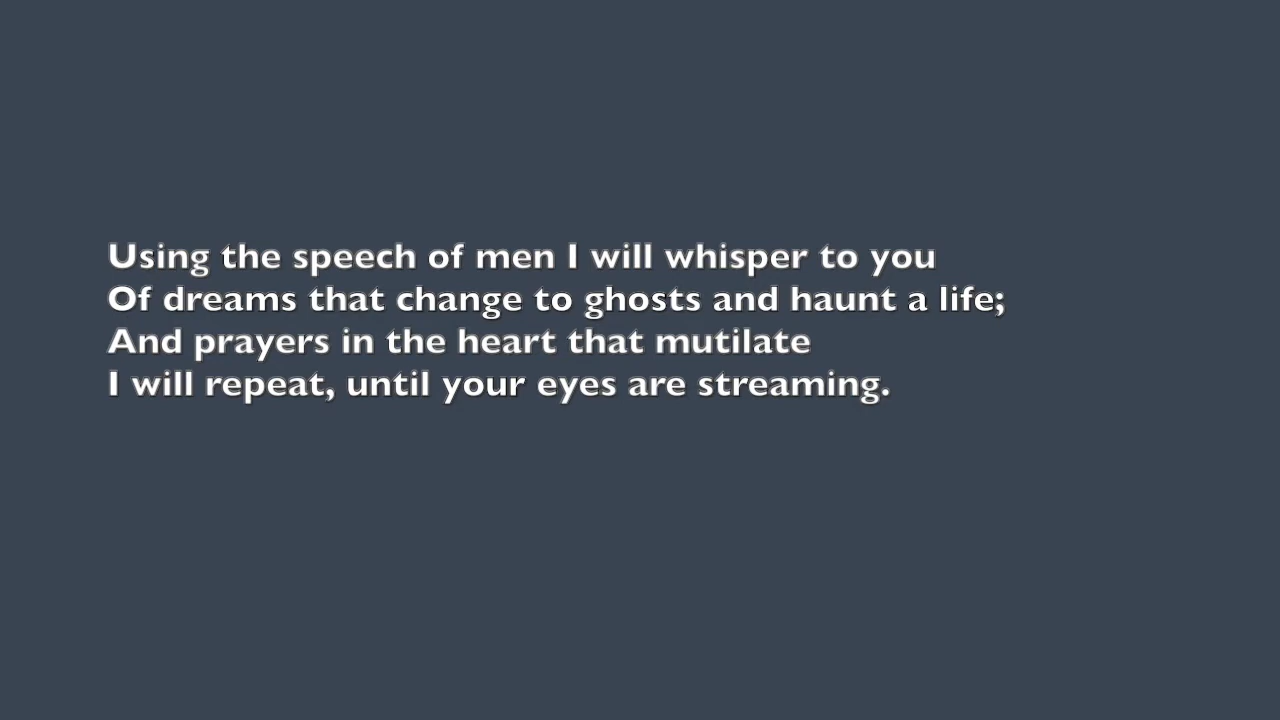 Using the speech of men I will whisper to you
Of dreams that change to ghosts and haunt a life;
And prayers in the heart that mutilate
I will repeat, until your eyes are streaming.